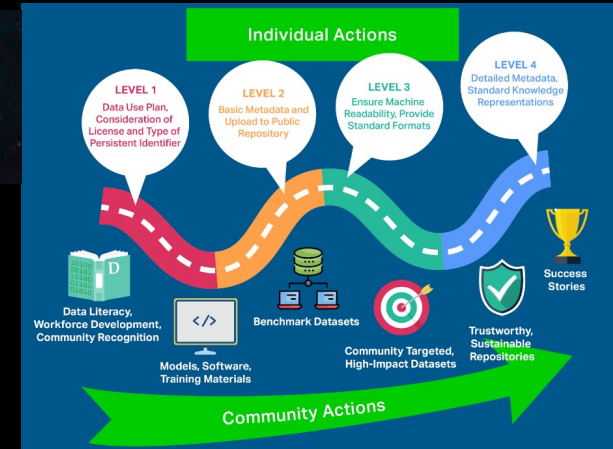 Individual Actions
LEVEL 1
Data Use Plan,
Consideration of
License and Type of
Persistent Identifier
LEVEL 2
Basic Metadata and
Upload to Public
Repository
LEVEL 3
Ensure Machine
Readability, Provide
Standard Formats
LEVEL 4
Detailed Metadata,
Standard Knowledge
Representations
D
Data Literacy,
Workforce Development,
Community Recognition
</>
Models, Software,
Training Materials
Benchmark Datasets
Community Targeted,
High-Impact Datasets
Trustworthy,
Sustainable
Repositories
Success
Stories
Community Actions